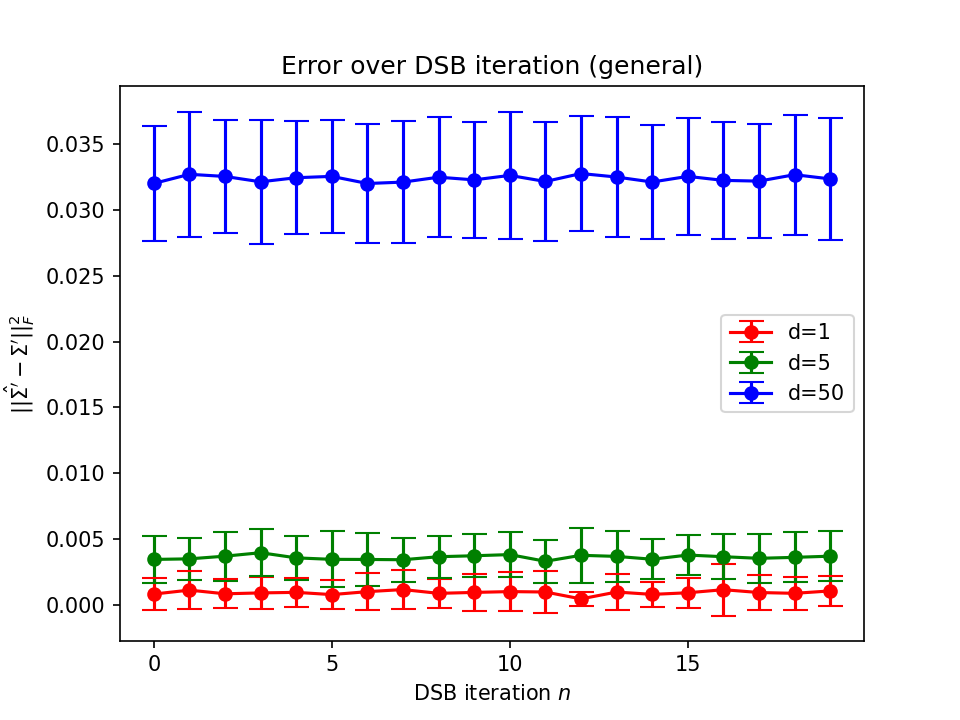 Error over DSB iteration (general)
||Σ̂′ − Σ′||²_F
0.035
0.030
0.025
0.020
0.015
0.010
0.005
0.000
d=1
d=5
d=50
0 5 10 15
DSB iteration n